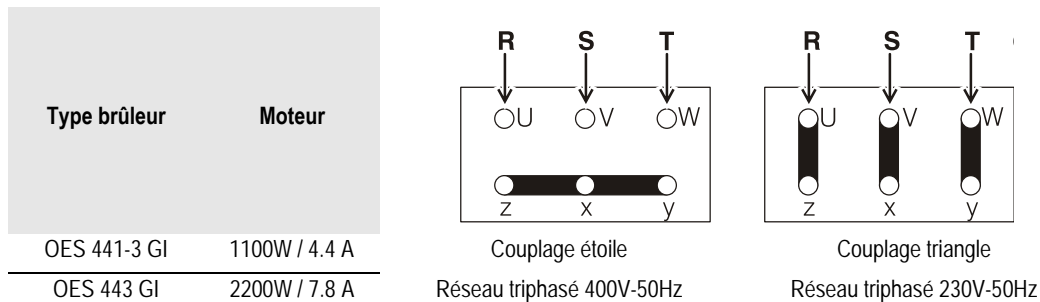 Type brûleur Moteur
OES 441-3 GI 1100W / 4.4 A
OES 443 GI 2200W / 7.8 A
R S T
U V W
z x y
Couplage étoile
Réseau triphasé 400V-50Hz
R S T
U V W
z x y
Couplage triangle
Réseau triphasé 230V-50Hz